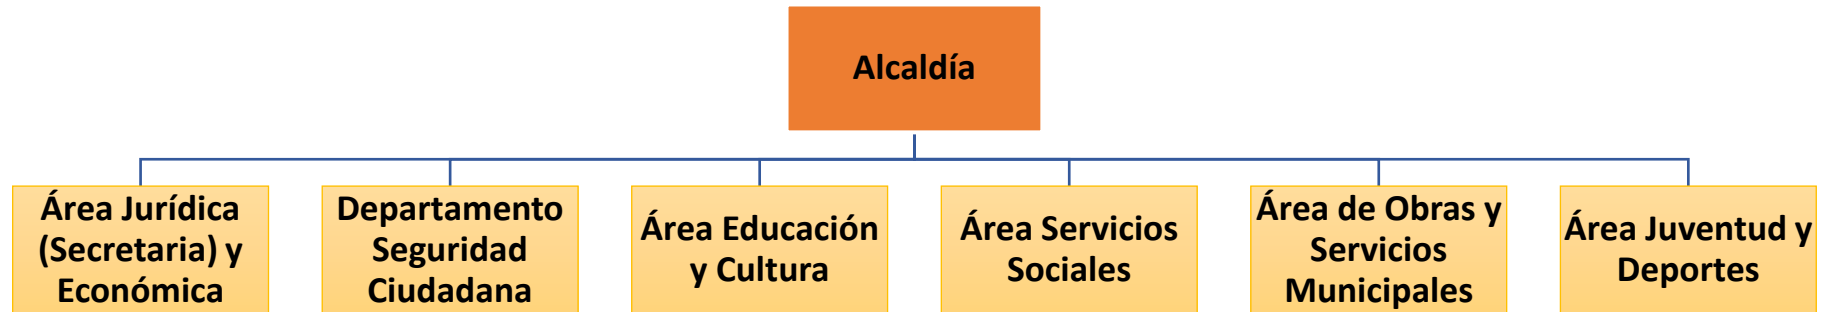 Alcaldía
Área Jurídica
(Secretaria) y
Económica
Departamento
Seguridad
Ciudadana
Área Educación
y Cultura
Área Servicios
Sociales
Área de Obras y
Servicios
Municipales
Área Juventud y
Deportes